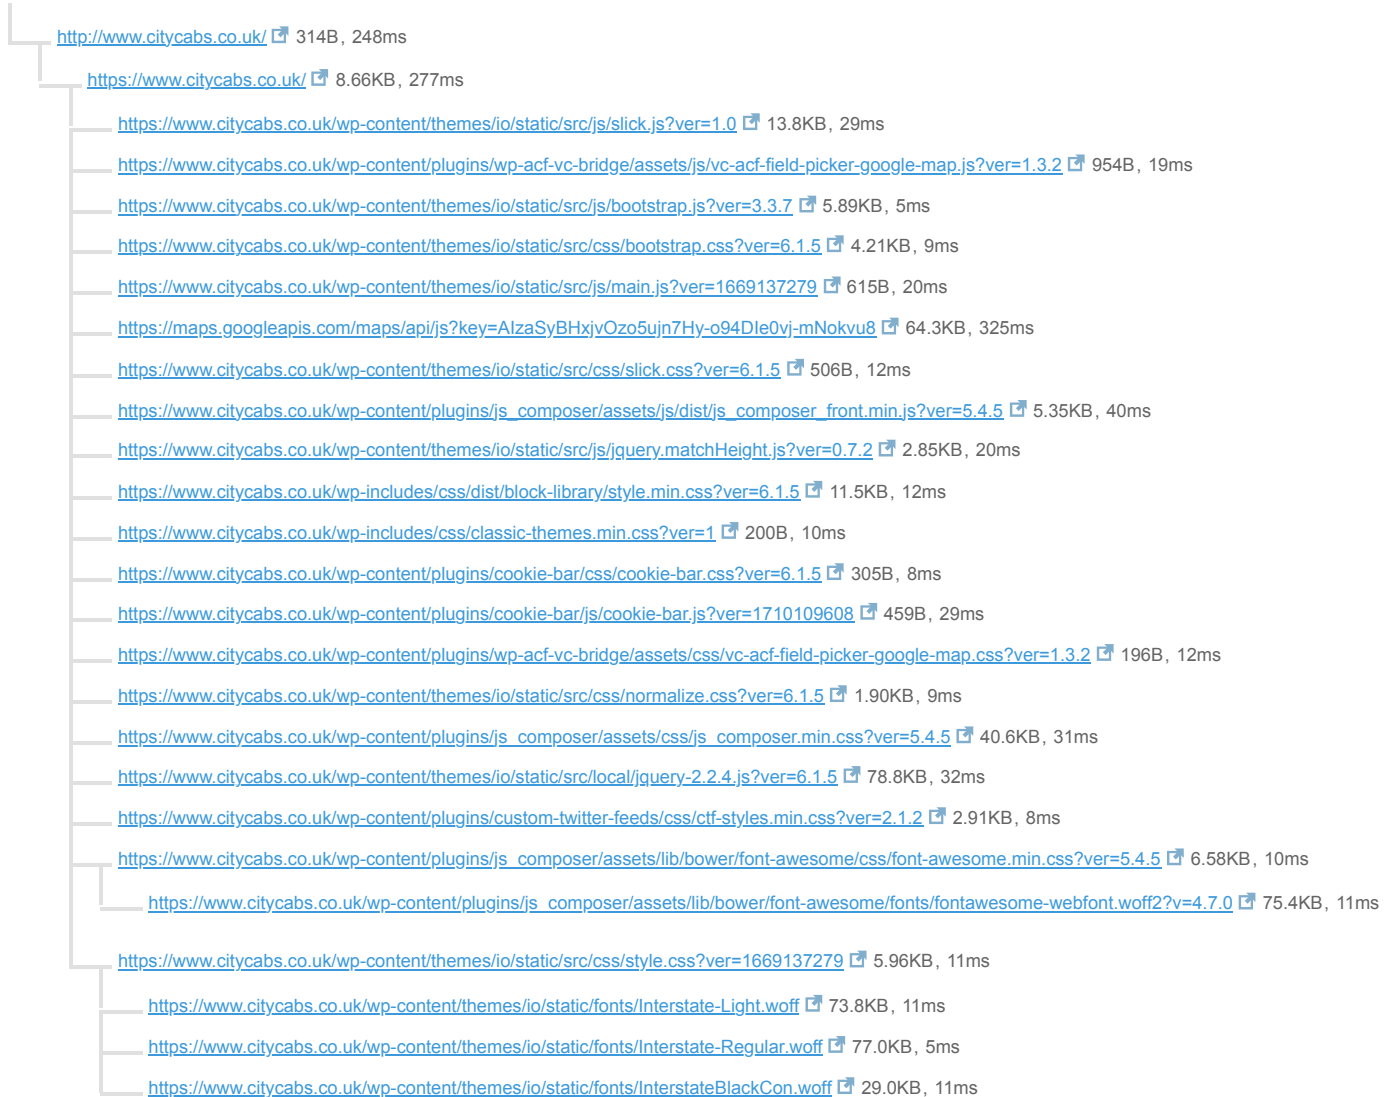 http://www.citycabs.co.uk/ 314B, 248ms
https://www.citycabs.co.uk/ 8.66KB, 277ms
https://www.citycabs.co.uk/wp-content/themes/io/static/src/js/slick.js?ver=1.0 13.8KB, 29ms
https://www.citycabs.co.uk/wp-content/plugins/wp-acf-vc-bridge/assets/js/vc-acf-field-picker-google-map.js?ver=1.3.2 954B, 19ms
https://www.citycabs.co.uk/wp-content/themes/io/static/src/js/bootstrap.js?ver=3.3.7 5.89KB, 5ms
https://www.citycabs.co.uk/wp-content/themes/io/static/src/css/bootstrap.css?ver=6.1.5 4.21KB, 9ms
https://www.citycabs.co.uk/wp-content/themes/io/static/src/js/main.js?ver=1669137279 615B, 20ms
https://maps.googleapis.com/maps/api/js?key=AIzaSyBHxjvOzo5ujn7Hy-o94DIe0vj-mNokvu8 64.3KB, 325ms
https://www.citycabs.co.uk/wp-content/themes/io/static/src/css/slick.css?ver=6.1.5 506B, 12ms
https://www.citycabs.co.uk/wp-content/plugins/js_composer/assets/js/dist/js_composer_front.min.js?ver=5.4.5 5.35KB, 40ms
https://www.citycabs.co.uk/wp-content/themes/io/static/src/js/jquery.matchHeight.js?ver=0.7.2 2.85KB, 20ms
https://www.citycabs.co.uk/wp-includes/css/dist/block-library/style.min.css?ver=6.1.5 11.5KB, 12ms
https://www.citycabs.co.uk/wp-includes/css/classic-themes.min.css?ver=1 200B, 10ms
https://www.citycabs.co.uk/wp-content/plugins/cookie-bar/css/cookie-bar.css?ver=6.1.5 305B, 8ms
https://www.citycabs.co.uk/wp-content/plugins/cookie-bar/js/cookie-bar.js?ver=1710109608 459B, 29ms
https://www.citycabs.co.uk/wp-content/plugins/wp-acf-vc-bridge/assets/css/vc-acf-field-picker-google-map.css?ver=1.3.2 196B, 12ms
https://www.citycabs.co.uk/wp-content/themes/io/static/src/css/normalize.css?ver=6.1.5 1.90KB, 9ms
https://www.citycabs.co.uk/wp-content/plugins/js_composer/assets/css/js_composer.min.css?ver=5.4.5 40.6KB, 31ms
https://www.citycabs.co.uk/wp-content/themes/io/static/src/local/jquery-2.2.4.js?ver=6.1.5 78.8KB, 32ms
https://www.citycabs.co.uk/wp-content/plugins/custom-twitter-feeds/css/ctf-styles.min.css?ver=2.1.2 2.91KB, 8ms
https://www.citycabs.co.uk/wp-content/plugins/js_composer/assets/lib/bower/font-awesome/css/font-awesome.min.css?ver=5.4.5 6.58KB, 10ms
https://www.citycabs.co.uk/wp-content/plugins/js_composer/assets/lib/bower/font-awesome/fonts/fontawesome-webfont.woff2?v=4.7.0 75.4KB, 11ms
https://www.citycabs.co.uk/wp-content/themes/io/static/src/css/style.css?ver=1669137279 5.96KB, 11ms
https://www.citycabs.co.uk/wp-content/themes/io/static/fonts/Interstate-Light.woff 73.8KB, 11ms
https://www.citycabs.co.uk/wp-content/themes/io/static/fonts/Interstate-Regular.woff 77.0KB, 5ms
https://www.citycabs.co.uk/wp-content/themes/io/static/fonts/InterstateBlackCon.woff 29.0KB, 11ms